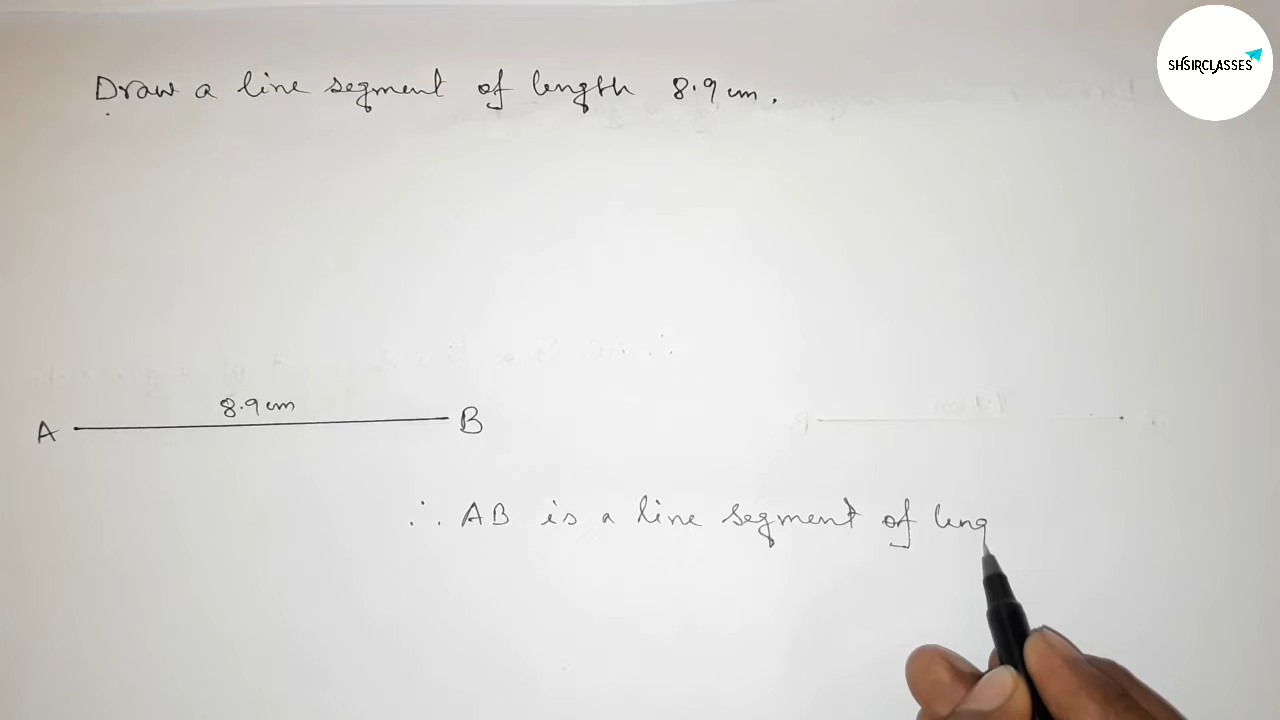 SHSIRCLASSES
Draw a line segment of length 8.9 cm.
8.9 cm
A B
∴ AB is a line segment of leng